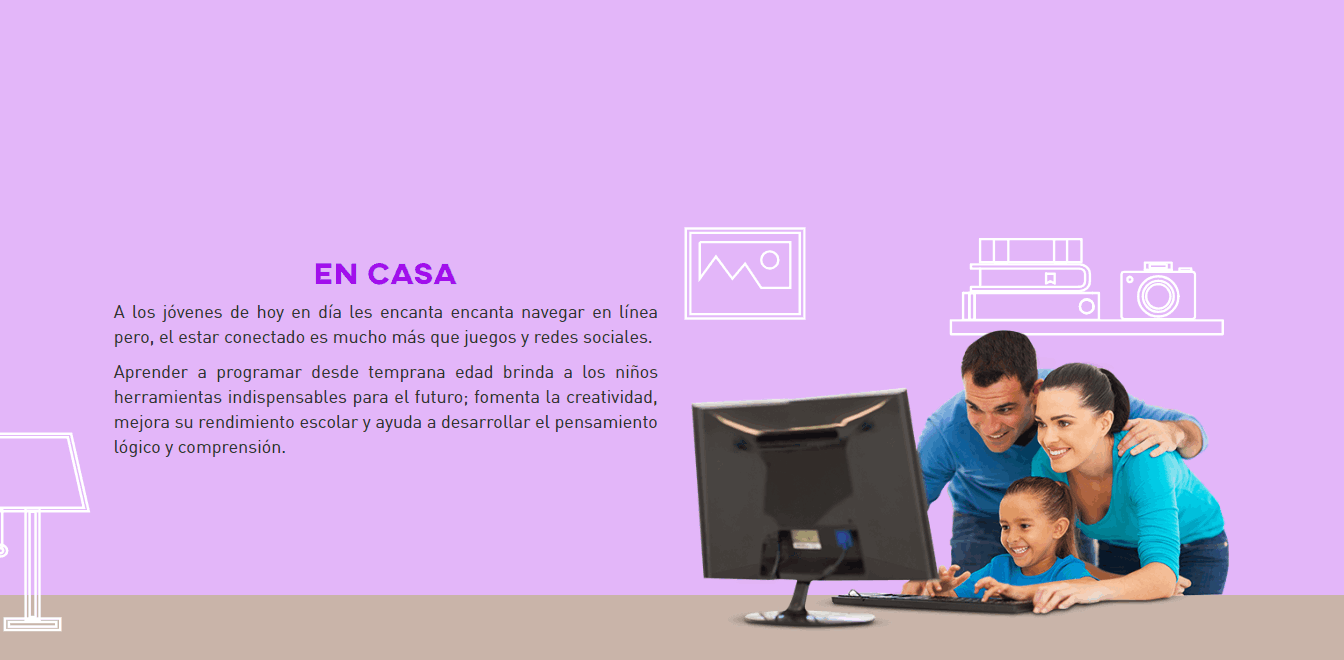 EN CASA
A los jóvenes de hoy en día les encanta encanta navegar en línea
pero, el estar conectado es mucho más que juegos y redes sociales.
Aprender a programar desde temprana edad brinda a los niños
herramientas indispensables para el futuro; fomenta la creatividad,
mejora su rendimiento escolar y ayuda a desarrollar el pensamiento
lógico y comprensión.